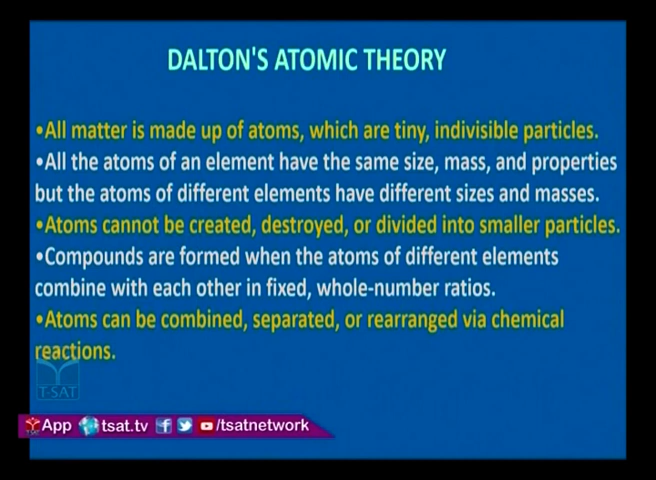 DALTON'S ATOMIC THEORY
•All matter is made up of atoms, which are tiny, indivisible particles.
•All the atoms of an element have the same size, mass, and properties
but the atoms of different elements have different sizes and masses.
•Atoms cannot be created, destroyed, or divided into smaller particles.
•Compounds are formed when the atoms of different elements
combine with each other in fixed, whole-number ratios.
•Atoms can be combined, separated, or rearranged via chemical
reactions.
T-SAT
App tsat.tv /tsatnetwork